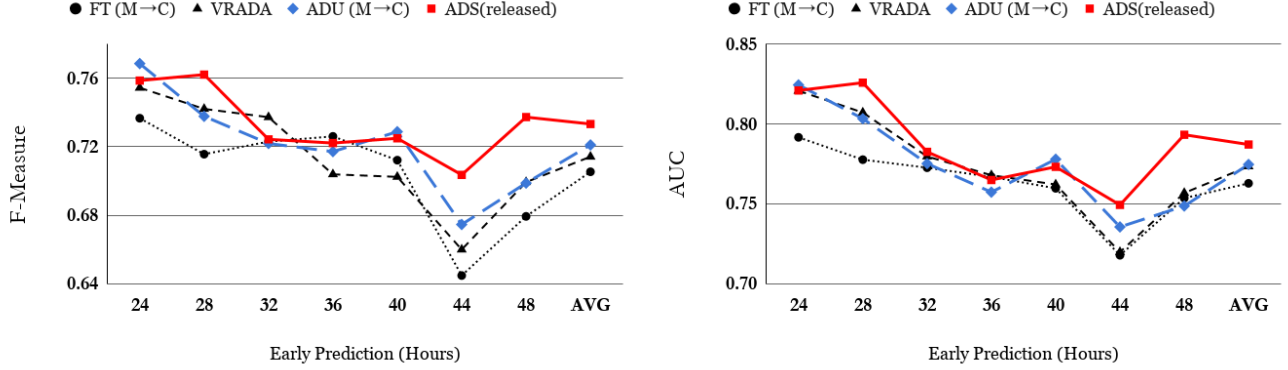 FT (M→C) VRADA ADU (M→C) ADS(released)
F-Measure
0.76
0.72
0.68
0.64
24 28 32 36 40 44 48 AVG
Early Prediction (Hours)
FT (M→C) VRADA ADU (M→C) ADS(released)
AUC
0.85
0.80
0.75
0.70
24 28 32 36 40 44 48 AVG
Early Prediction (Hours)